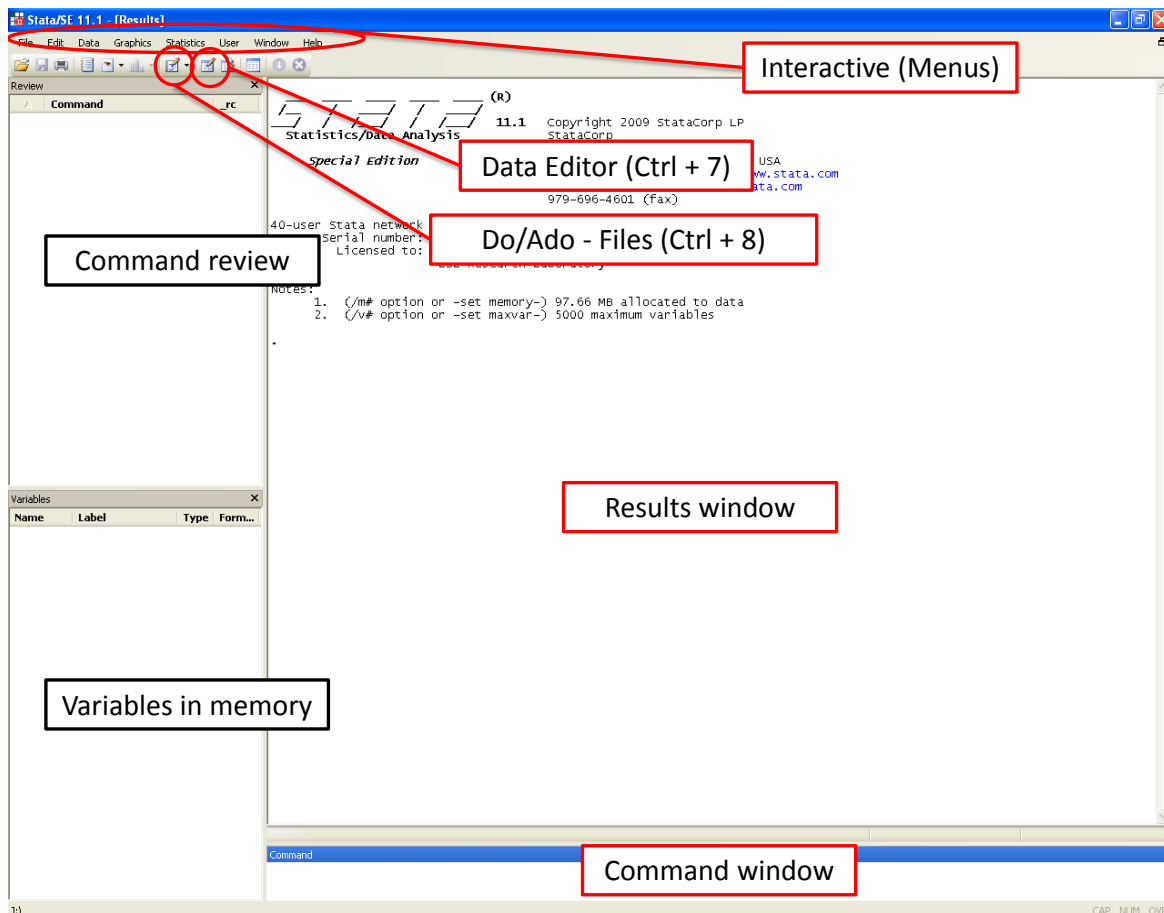 Stata/SE 11.1 - [Results]
File Edit Data Graphics Statistics User Window Help
Interactive (Menus)
Review
Command _rc
(R)
STATA 11.1 Copyright 2009 StataCorp LP
Statistics/Data Analysis StataCorp
Special Edition USA
Data Editor (Ctrl + 7)
www.stata.com
stata.com
979-696-4601 (fax)
40-user Stata network
Serial number:
Do/Ado - Files (Ctrl + 8)
Licensed to:
Command review
Notes:
1. (/m# option or -set memory-) 97.66 MB allocated to data
2. (/v# option or -set maxvar-) 5000 maximum variables
.
Variables
Name Label Type Form...
Results window
Variables in memory
Command
Command window
CAP NUM OVR